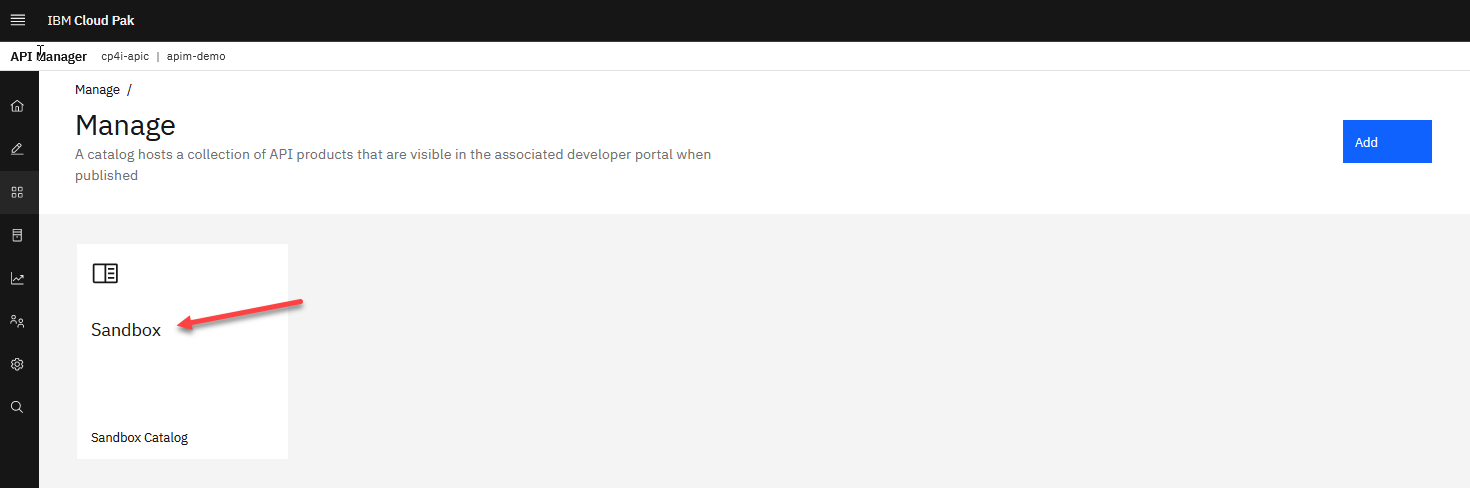 IBM Cloud Pak
API Manager cp4i-apic | apim-demo
Manage /
Manage
A catalog hosts a collection of API products that are visible in the associated developer portal when
published
Add
Sandbox
Sandbox Catalog